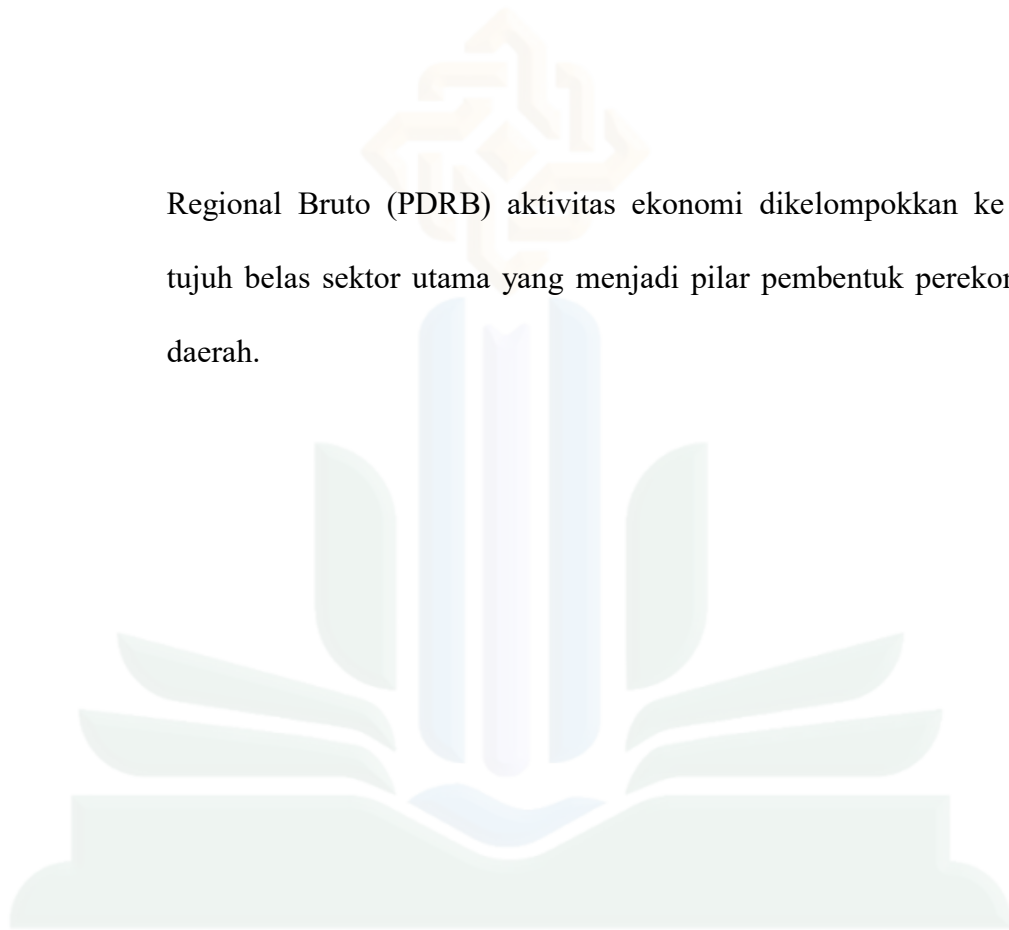 Regional Bruto (PDRB) aktivitas ekonomi dikelompokkan ke
tujuh belas sektor utama yang menjadi pilar pembentuk
daerah.